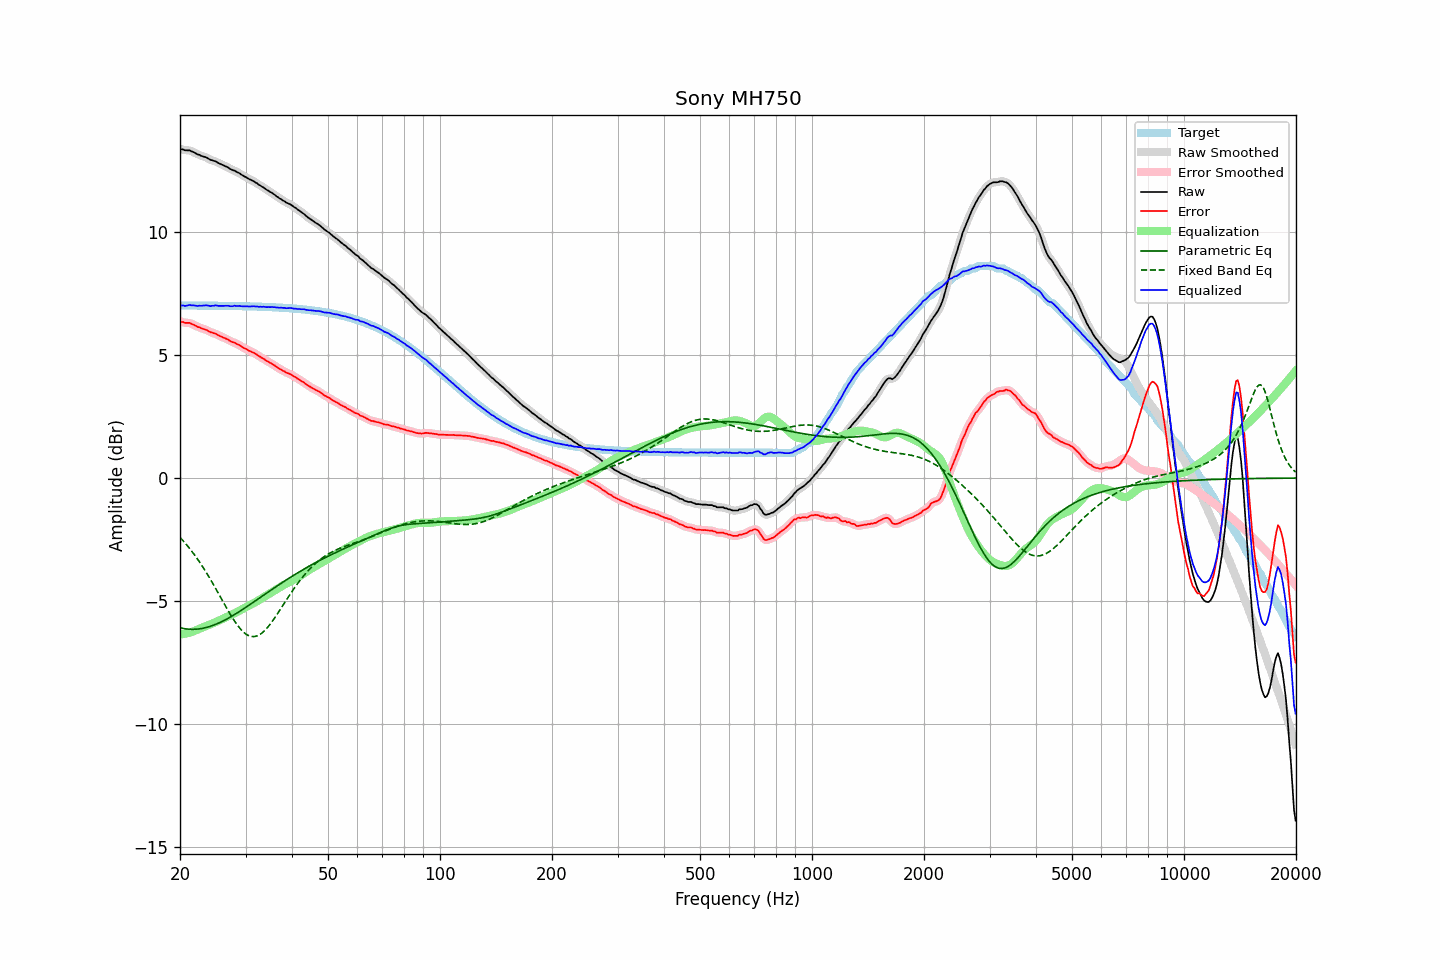 Sony MH750
Target
Raw Smoothed
Error Smoothed
Raw
Error
Equalization
Parametric Eq
Fixed Band Eq
Equalized
Amplitude (dBr)
10
5
0
−5
−10
−15
20
50
100
200
500
1000
2000
5000
10000
20000
Frequency (Hz)